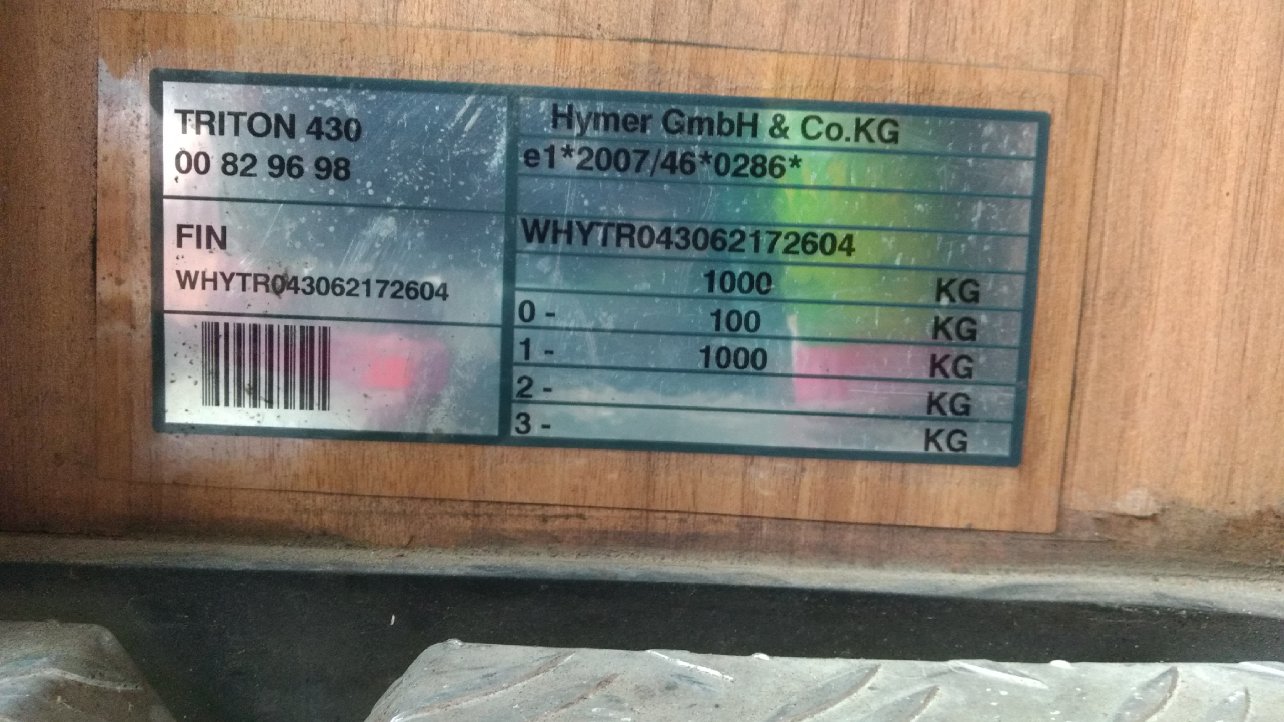 TRITON 430
00 82 96 98
FIN
WHYTR043062172604
Hymer GmbH & Co.KG
e1*2007/46*0286*
WHYTR043062172604
1000 KG
0 - 100 KG
1 - 1000 KG
2 - KG
3 - KG